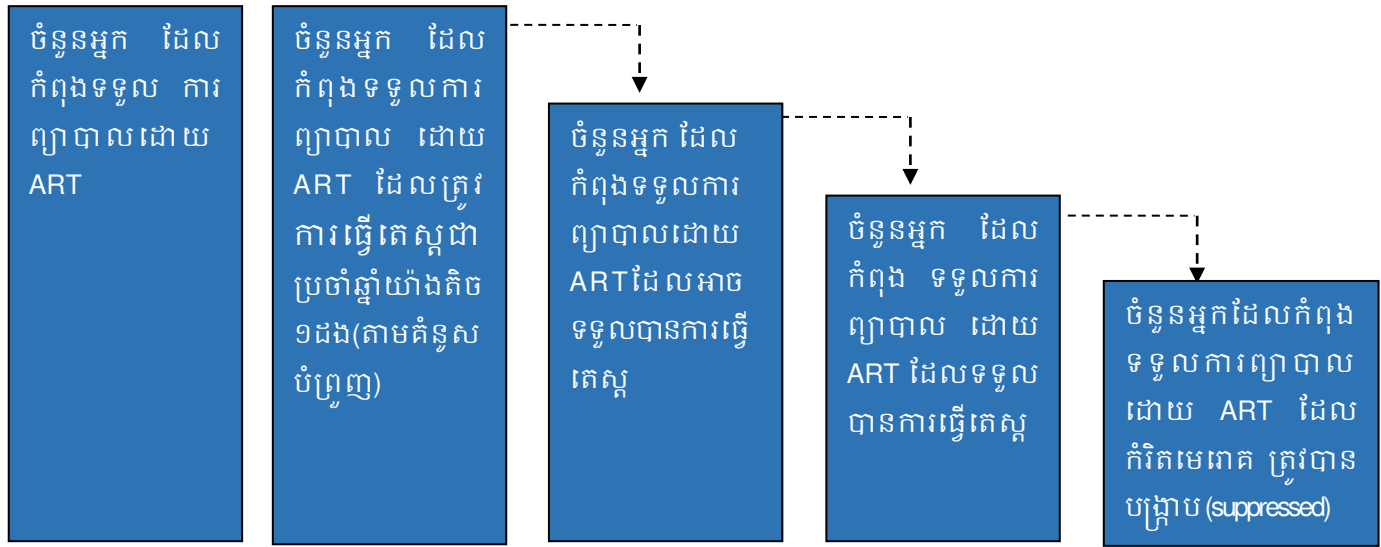 ចំនួនអ្នក ដែល
កំពុងទទួល ការ
ព្យាបាលដោយ
ART
ចំនួនអ្នក ដែល
កំពុងទទួលការ
ព្យាបាល ដោយ
ART ដែលត្រូវ
ការធ្វើតេស្តជា
ប្រចាំឆ្នាំយ៉ាងតិច
១ដង(តាមគំនូស
បំព្រួញ)
ចំនួនអ្នក ដែល
កំពុងទទួលការ
ព្យាបាលដោយ
ARTដែលអាច
ទទួលបានការធ្វើ
តេស្ត
ចំនួនអ្នក ដែល
កំពុង ទទួលការ
ព្យាបាល ដោយ
ART ដែលទទួល
បានការធ្វើតេស្ត
ចំនួនអ្នកដែលកំពុង
ទទួលការព្យាបាល
ដោយ ART ដែល
កំរិតមេរោគ ត្រូវបាន
បង្ក្រាប (suppressed)